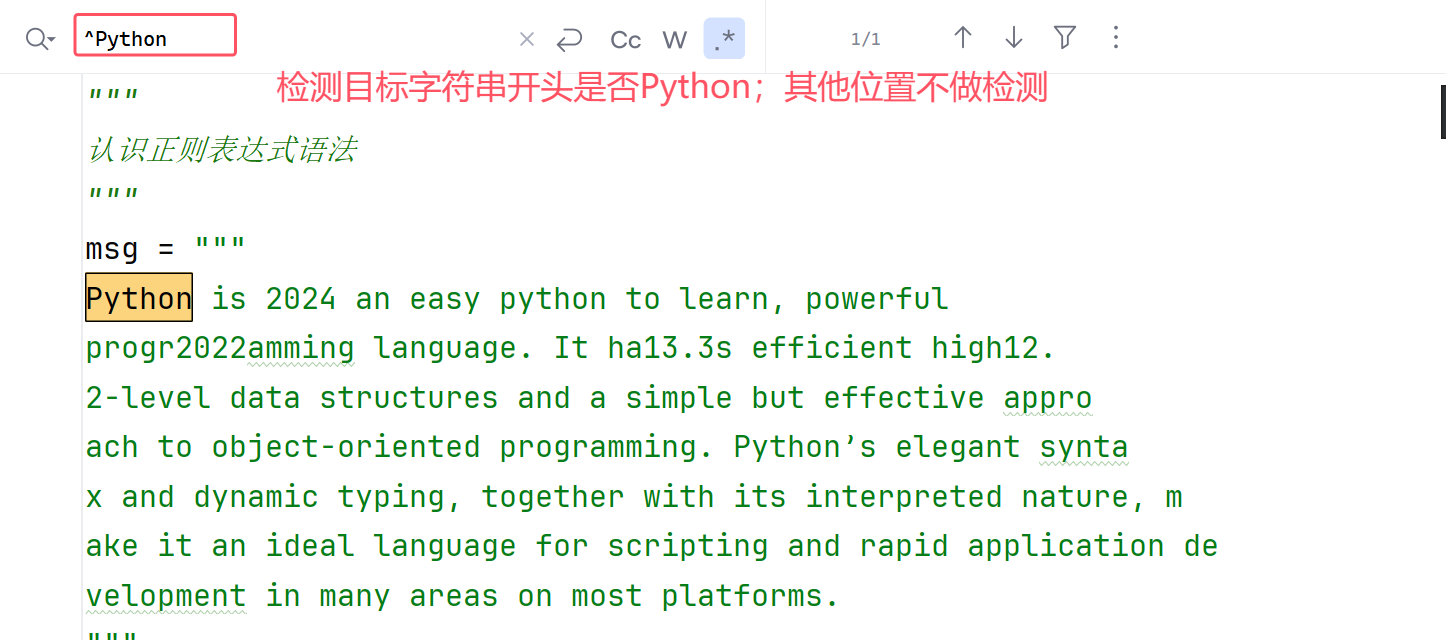 ^Python
Cc W .* 1/1
检测目标字符串开头是否Python；其他位置不做检测
"""
认识正则表达式语法
"""
msg = """
Python is 2024 an easy python to learn, powerful
progr2022amming language. It ha13.3s efficient high12.
2-level data structures and a simple but effective appro
ach to object-oriented programming. Python’s elegant synta
x and dynamic typing, together with its interpreted nature, m
ake it an ideal language for scripting and rapid application de
velopment in many areas on most platforms.
"""